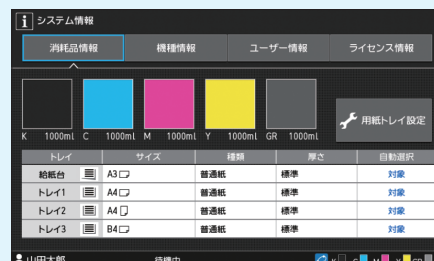 i システム情報
消耗品情報 機種情報 ユーザー情報 ライセンス情報
K 1000ml C 1000ml M 1000ml Y 1000ml GR 1000ml
用紙トレイ設定
トレイ サイズ 種類 厚さ 自動選択
給紙台 A3 普通紙 標準 対象
トレイ1 A4 普通紙 標準 対象
トレイ2 A4 普通紙 標準 対象
トレイ3 B4 普通紙 標準 対象
山田太郎 待機中 K C M Y GR